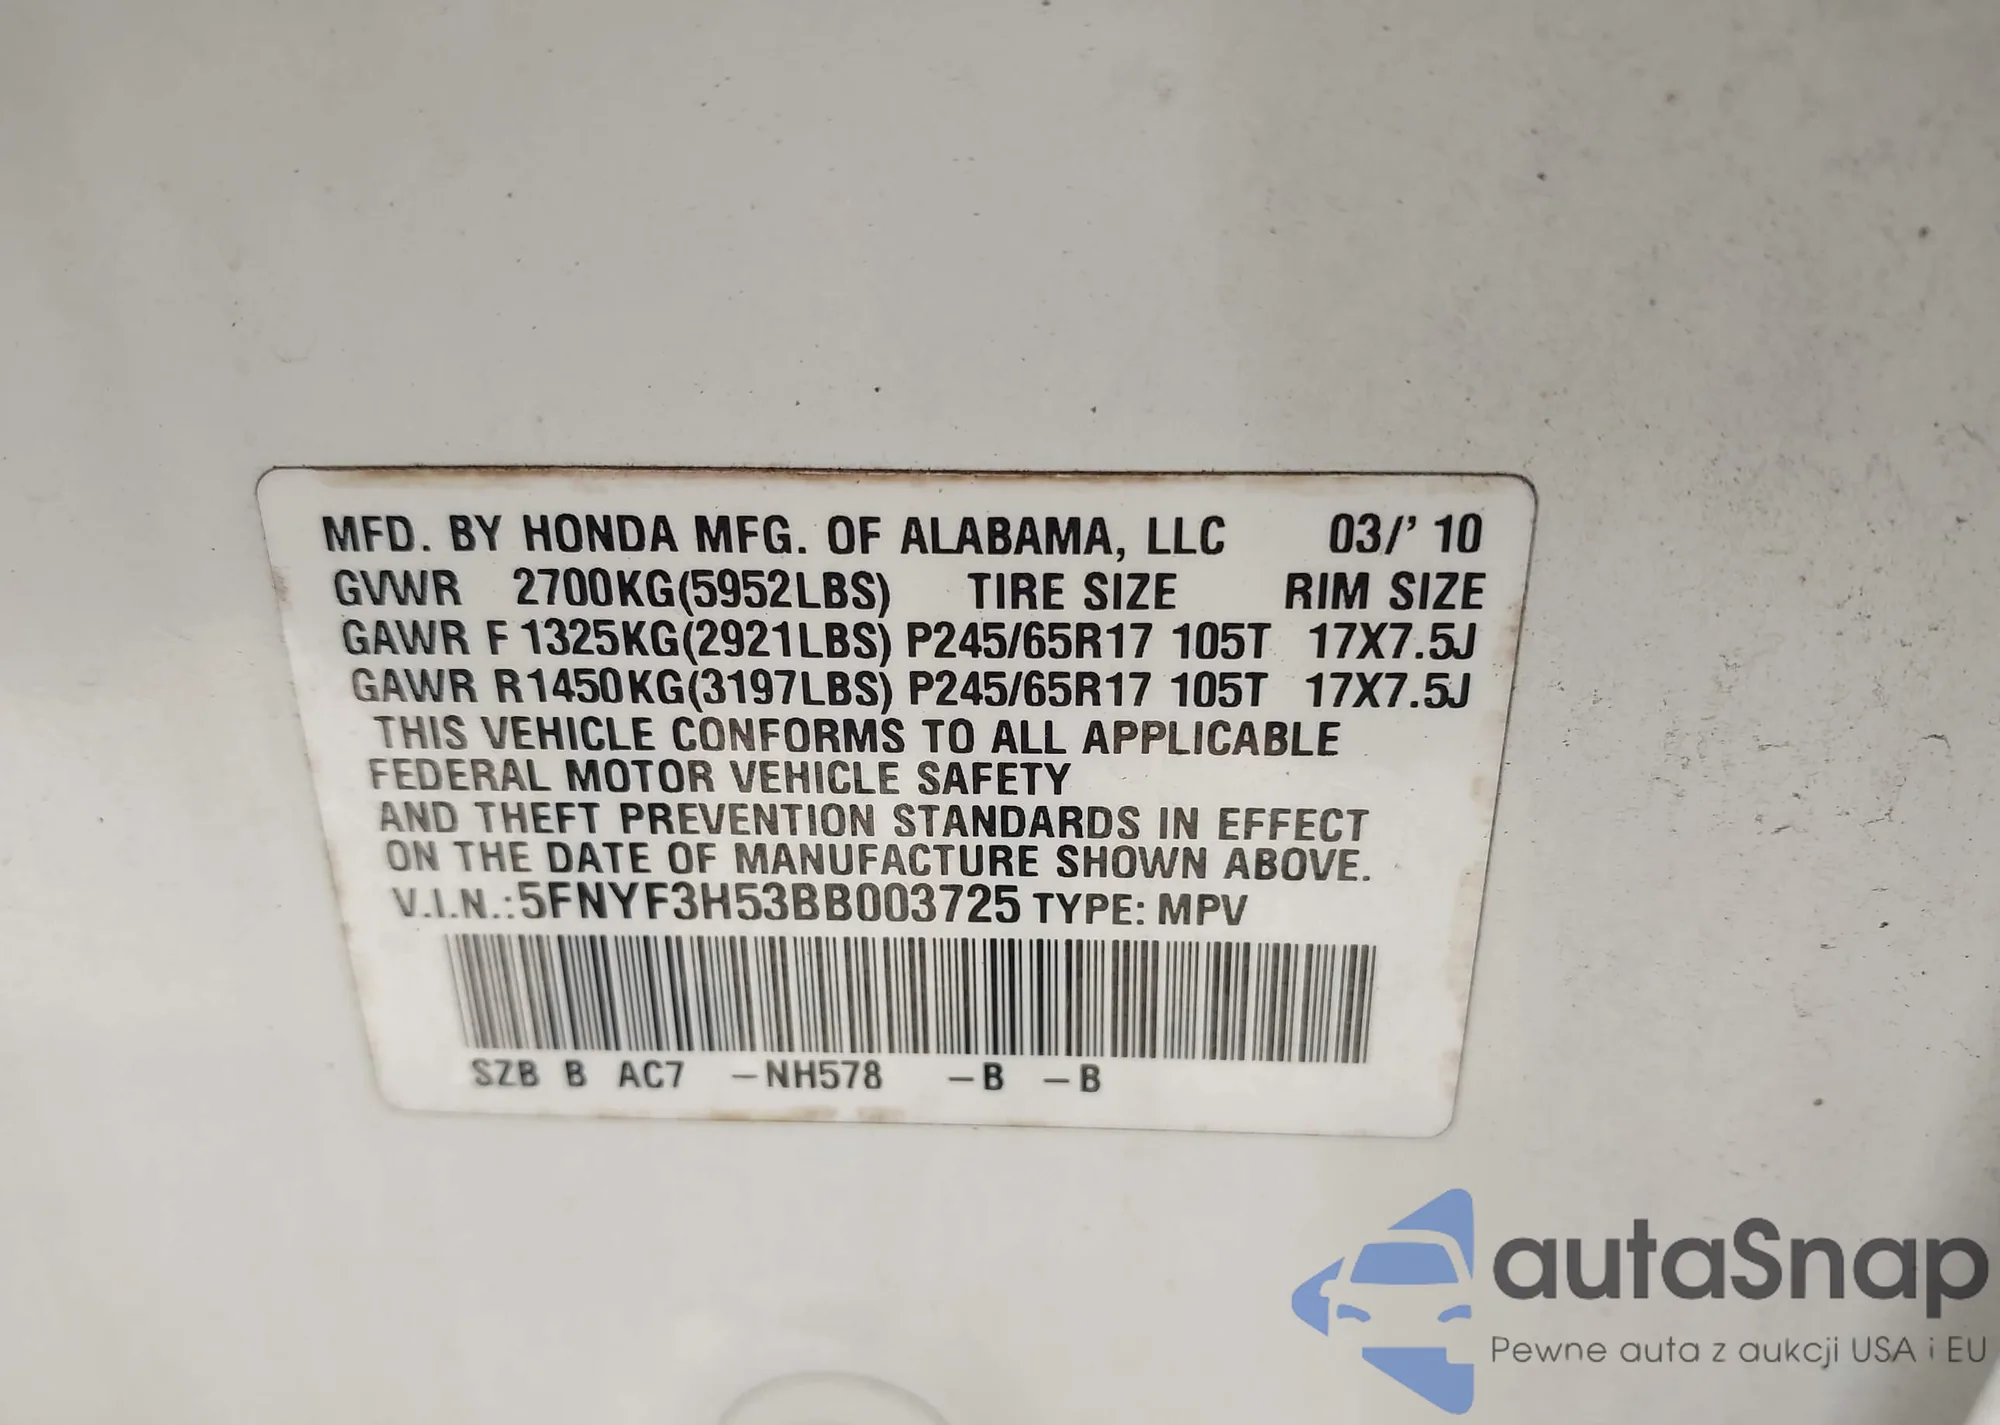 MFD. BY HONDA MFG. OF ALABAMA, LLC 03/' 10
GVWR 2700KG(5952LBS) TIRE SIZE RIM SIZE
GAWR F 1325KG(2921LBS) P245/65R17 105T 17X7.5J
GAWR R1450KG(3197LBS) P245/65R17 105T 17X7.5J
THIS VEHICLE CONFORMS TO ALL APPLICABLE
FEDERAL MOTOR VEHICLE SAFETY
AND THEFT PREVENTION STANDARDS IN EFFECT
ON THE DATE OF MANUFACTURE SHOWN ABOVE.
V.I.N.:5FNYF3H53BB003725 TYPE: MPV
SZB B AC7 -NH578 -B -B
autaSnap
Pewne auta z aukcji USA i EU